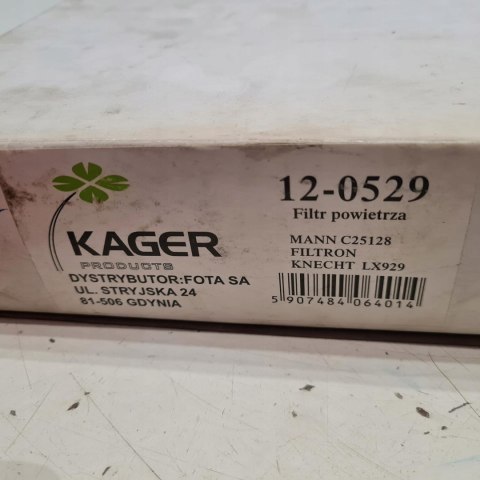 KAGER
PRODUCTS
DYSTRYBUTOR:FOTA SA
UL. STRYJSKA 24
81-506 GDYNIA
12-0529
Filtr powietrza
MANN C25128
FILTRON
KNECHT LX929
5 907484 064014